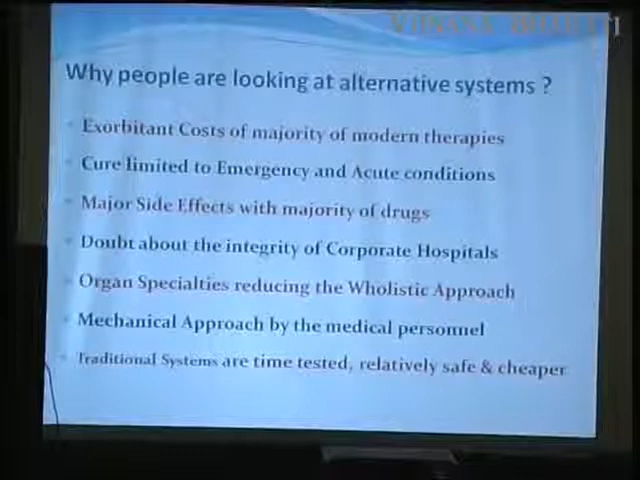 VIJNANA BHARATI
Why people are looking at alternative systems ?
Exorbitant Costs of majority of modern therapies
Cure limited to Emergency and Acute conditions
Major Side Effects with majority of drugs
Doubt about the integrity of Corporate Hospitals
Organ Specialties reducing the Wholistic Approach
Mechanical Approach by the medical personnel
Traditional Systems are time tested, relatively safe & cheaper